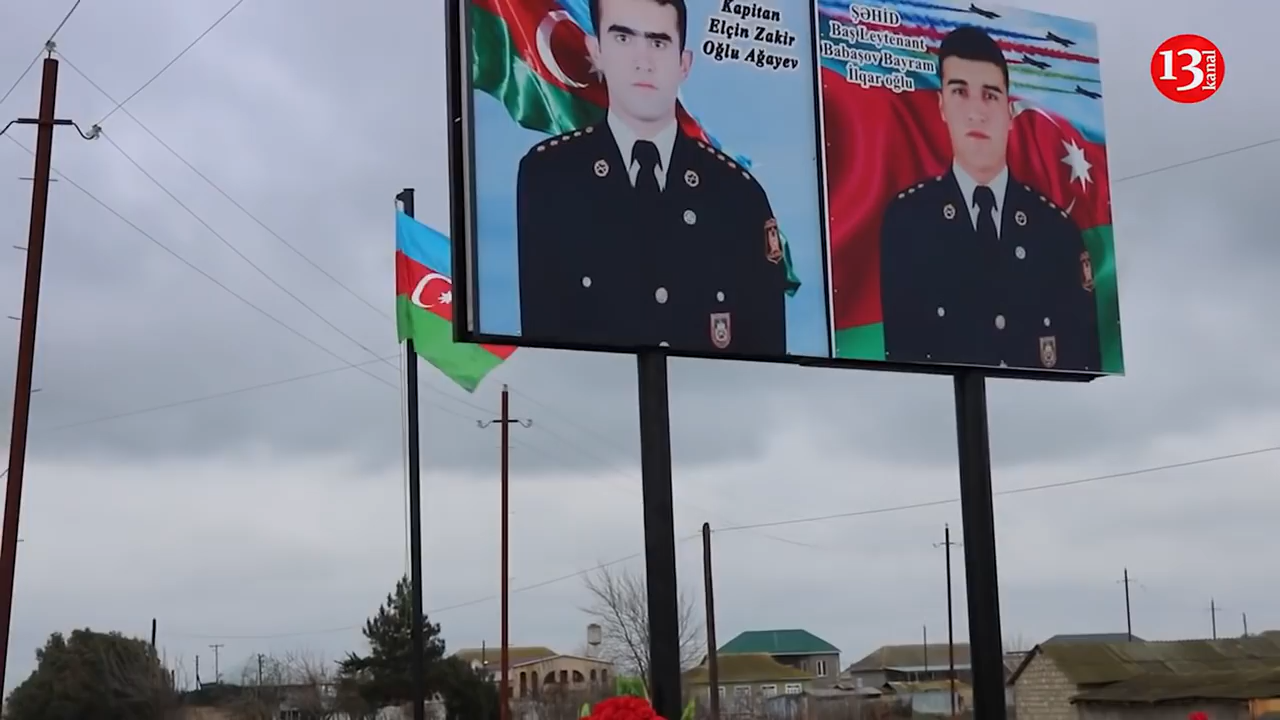 Kapitan
Elçin Zakir
Oğlu Ağayev
ŞƏHİD
Baş Leytenant
Babaşov Bayram
İlqar oğlu
13
kanal